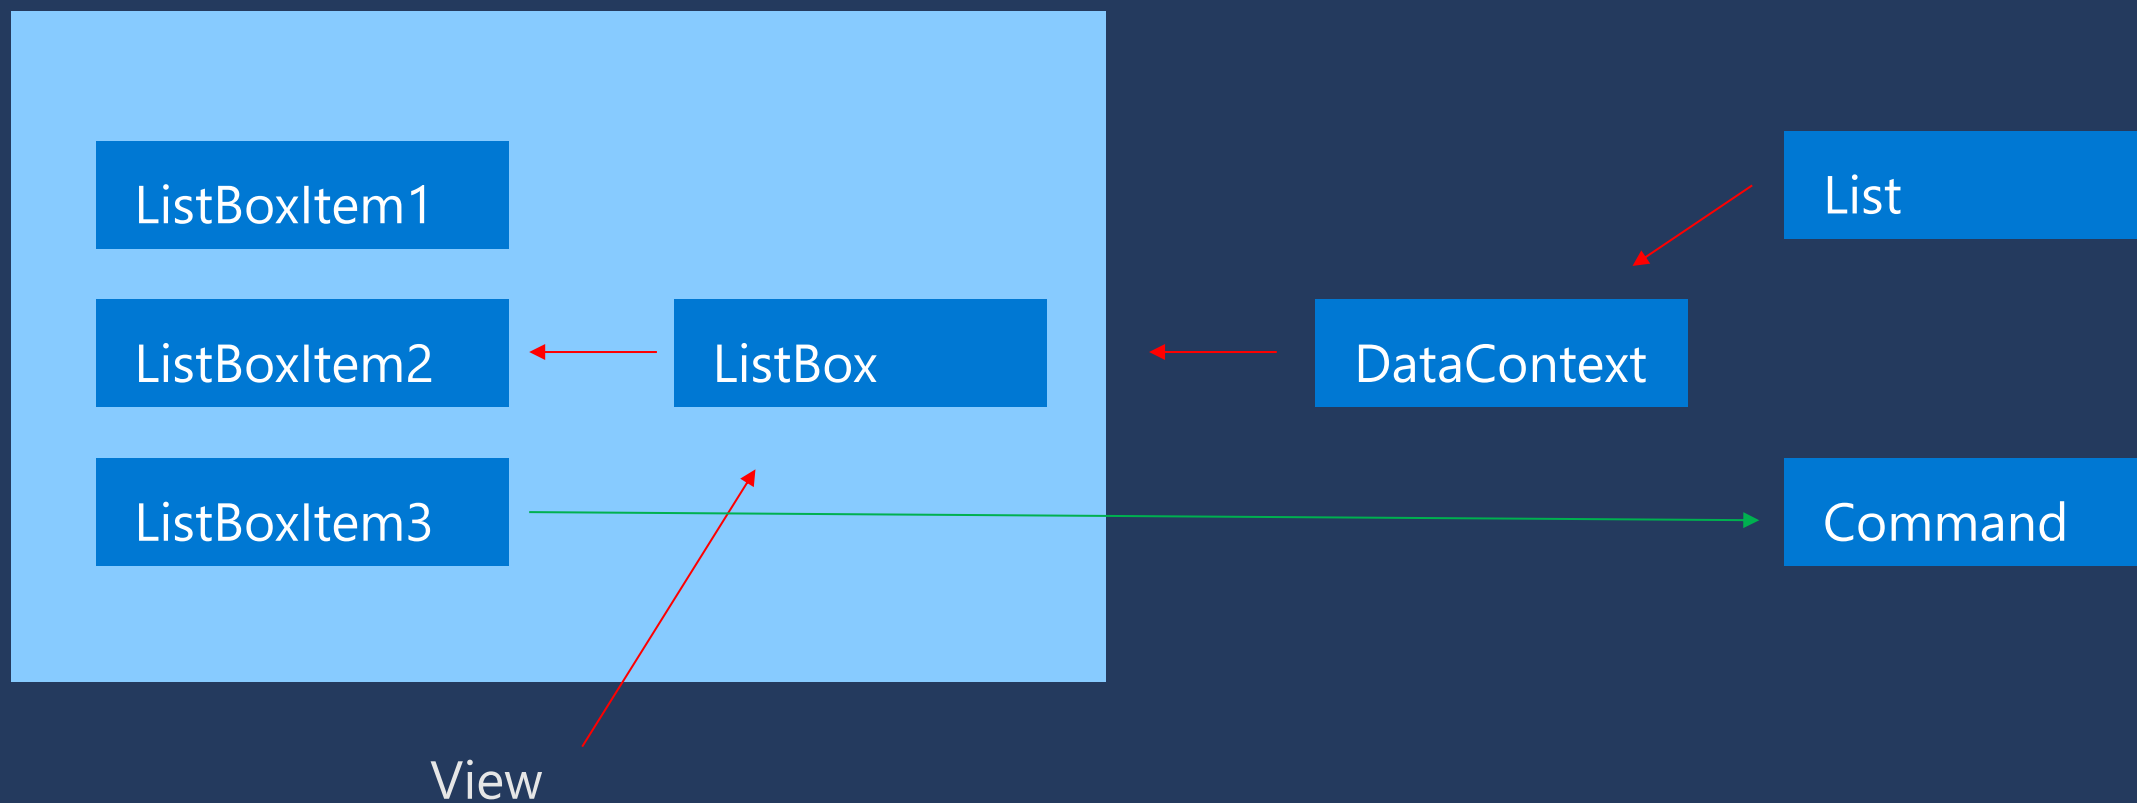 ListBoxItem1
List
ListBoxItem2
ListBox
DataContext
ListBoxItem3
Command
View